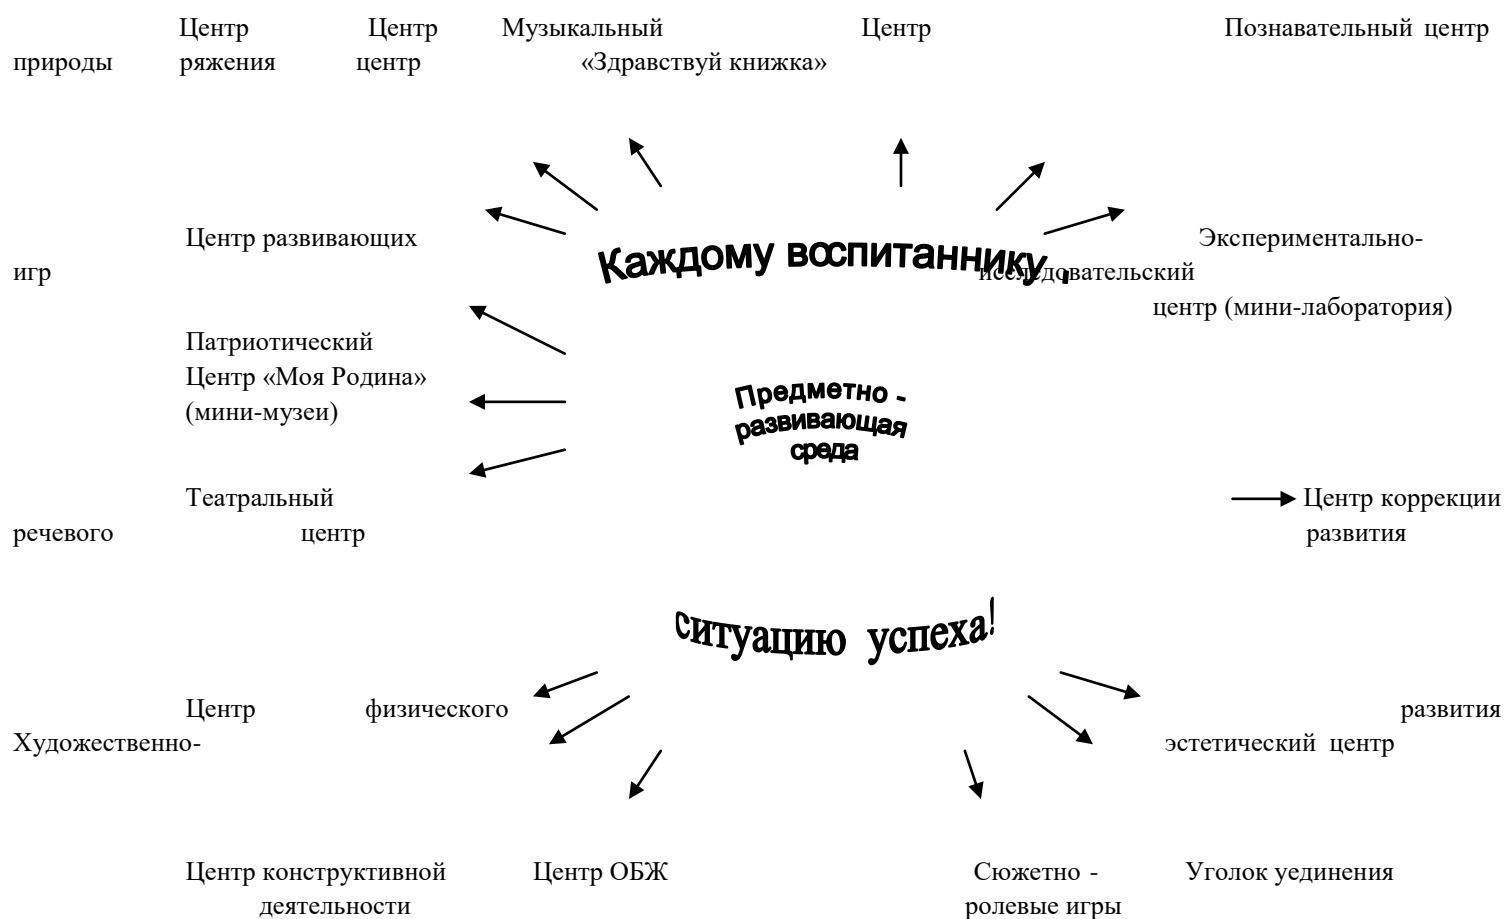 Центр Центр Музыкальный Центр Познавательный центр
природы ряжения центр «Здравствуй книжка»
Центр развивающих Экспериментально-
Каждому воспитаннику ,
игр исследовательский
центр (мини-лаборатория)
Патриотический
Центр «Моя Родина»
(мини-музеи)
Предметно -
развивающая
среда
Театральный Центр коррекции
речевого центр развития
ситуацию успеха!
Центр физического развития
Художественно- эстетический центр
Центр конструктивной Центр ОБЖ Сюжетно - Уголок уединения
деятельности ролевые игры